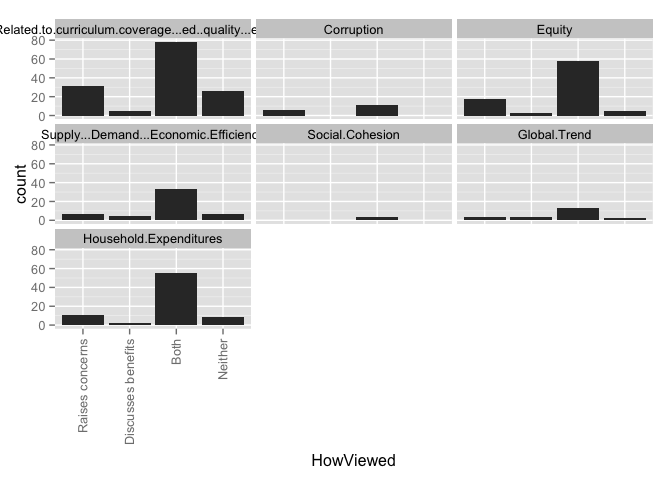 Related.to.curriculum.coverage...ed..quality...e
Corruption
Equity
80
60
40
20
0
Supply...Demand...Economic.Efficienc
Social.Cohesion
Global.Trend
80
60
40
20
0
count
Household.Expenditures
80
60
40
20
0
Raises concerns
Discusses benefits
Both
Neither
HowViewed